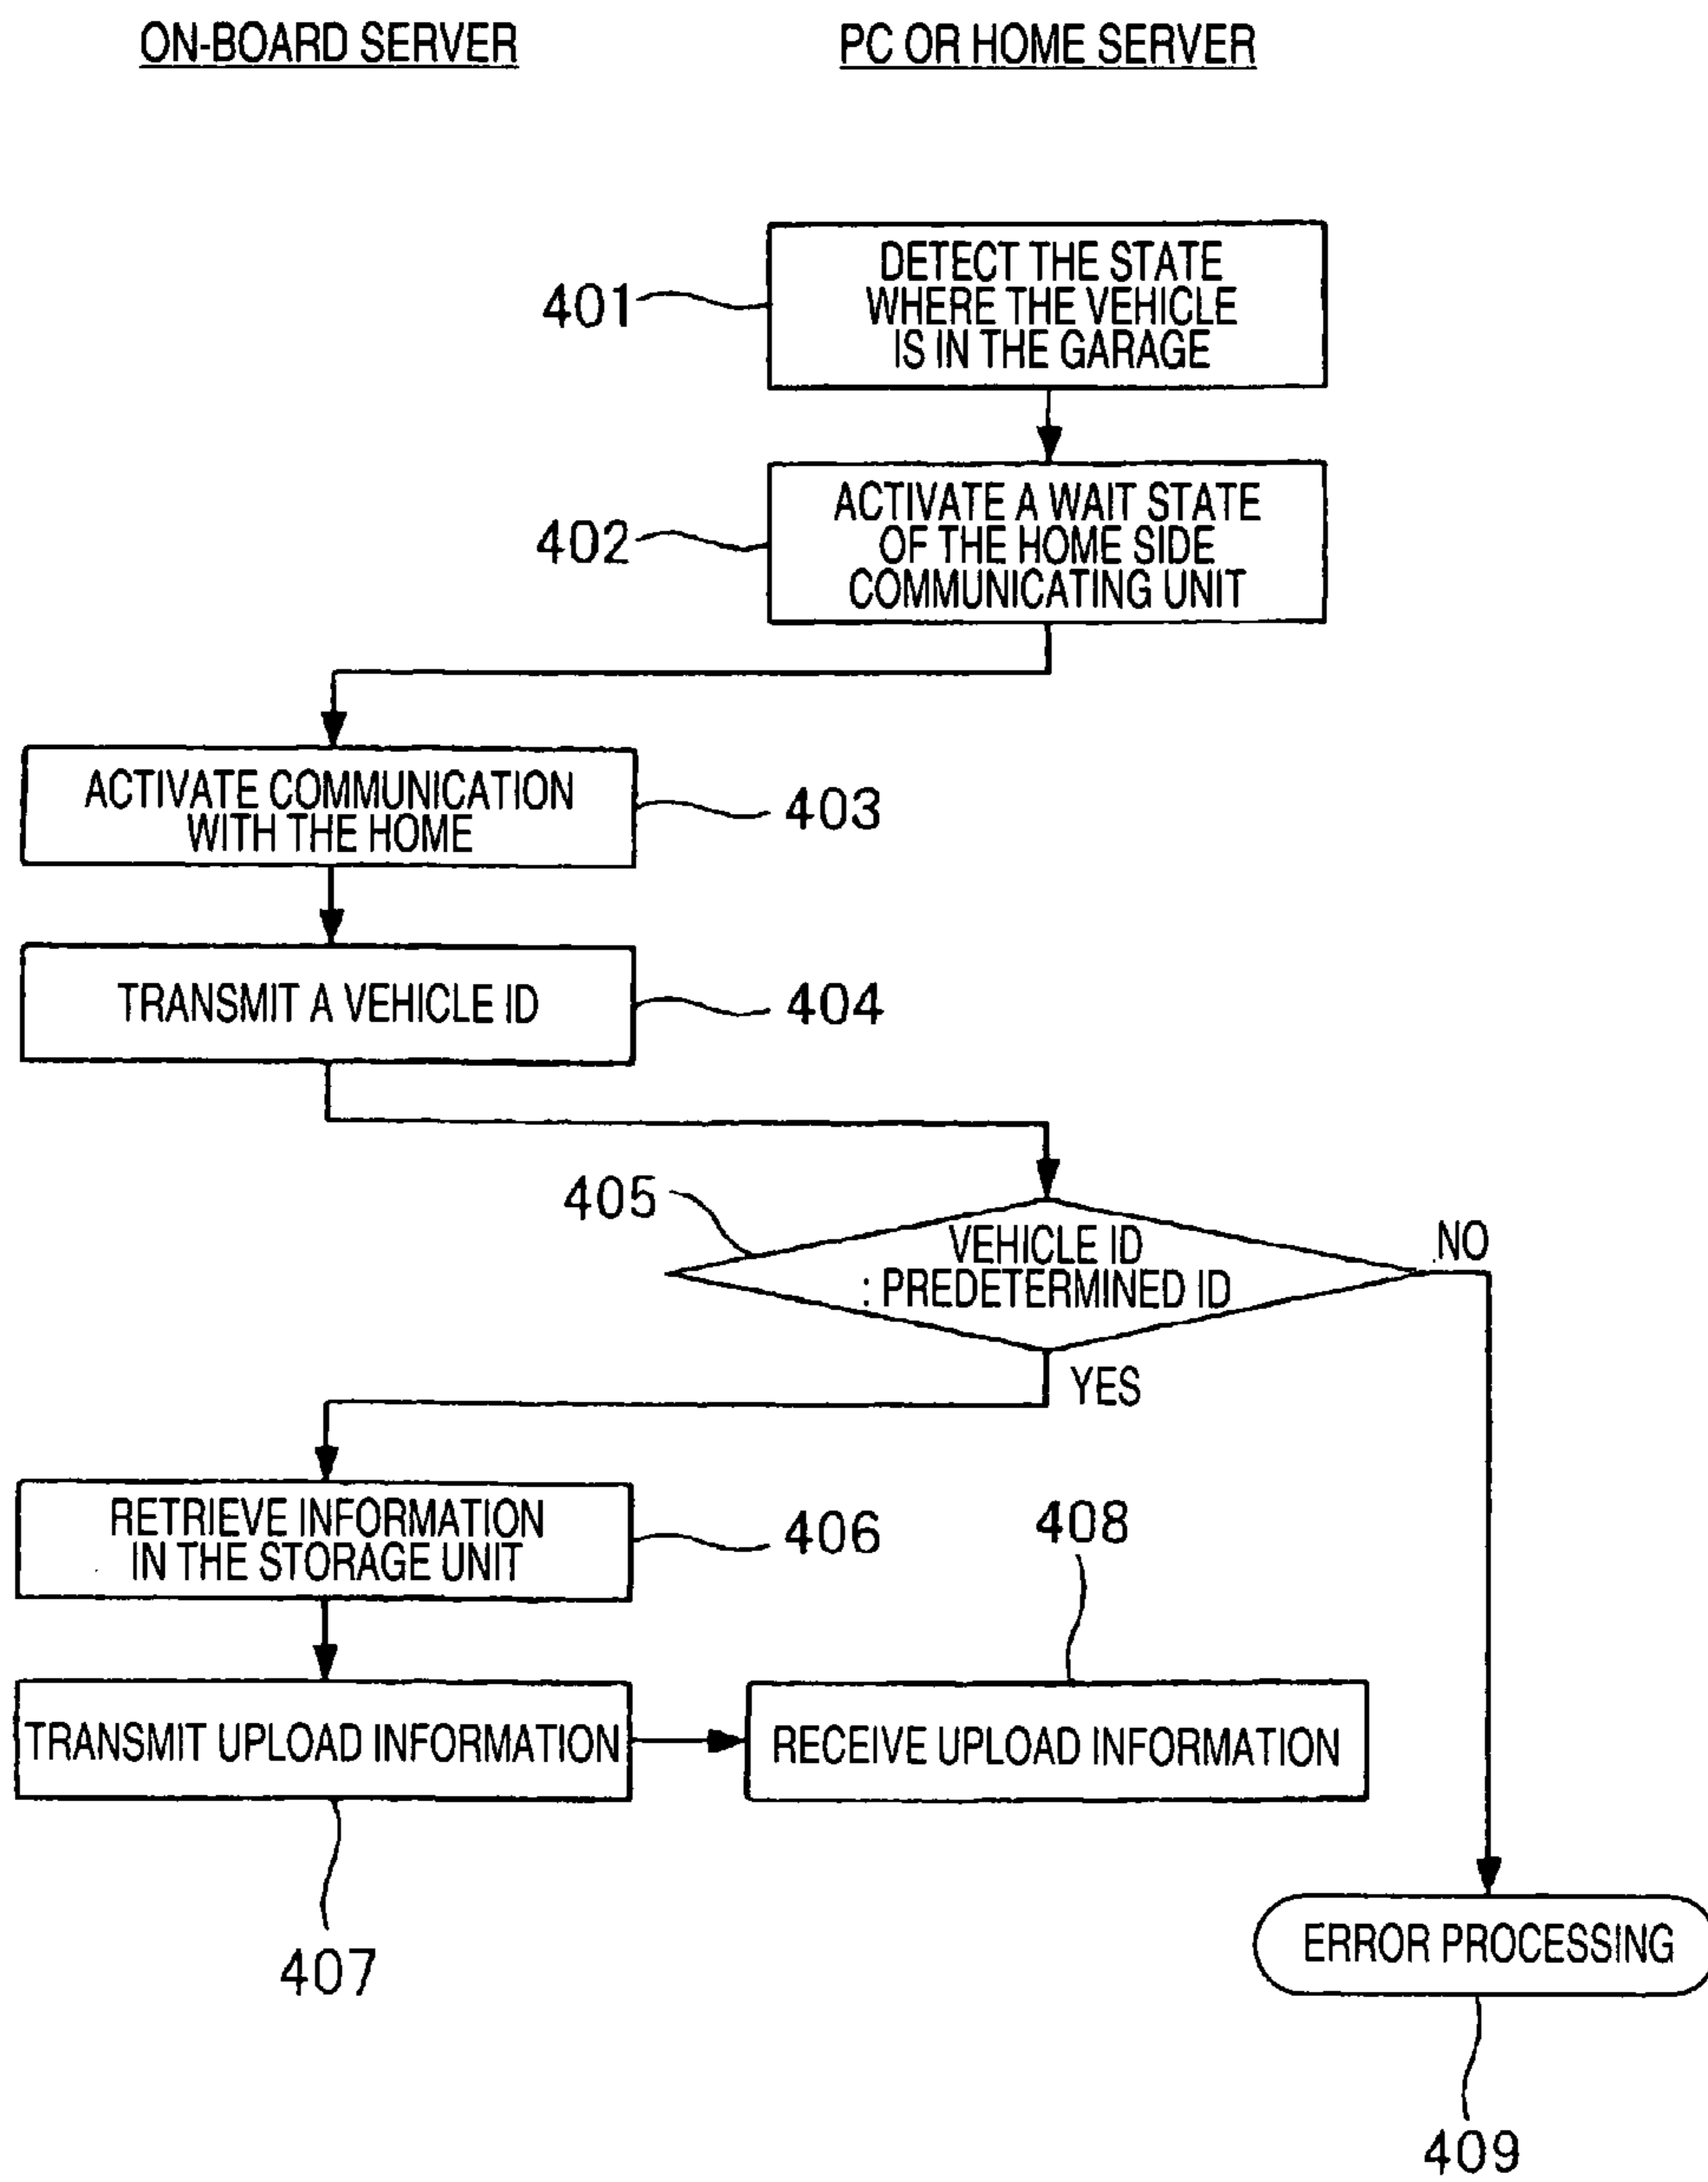 ON-BOARD SERVER
PC OR HOME SERVER
401
DETECT THE STATE
WHERE THE VEHICLE
IS IN THE GARAGE
402
ACTIVATE A WAIT STATE
OF THE HOME SIDE
COMMUNICATING UNIT
ACTIVATE COMMUNICATION
WITH THE HOME
403
TRANSMIT A VEHICLE ID
404
405
VEHICLE ID
: PREDETERMINED ID
NO
YES
RETRIEVE INFORMATION
IN THE STORAGE UNIT
406
408
TRANSMIT UPLOAD INFORMATION
RECEIVE UPLOAD INFORMATION
407
ERROR PROCESSING
409